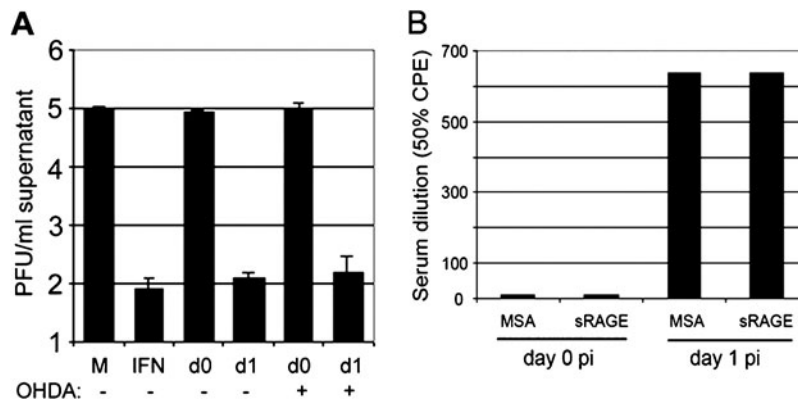 A
PFU/ml supernatant
6
5
4
3
2
1
M IFN d0 d1 d0 d1
OHDA: - - - - + +
B
Serum dilution (50% CPE)
700
500
300
100
0
MSA sRAGE MSA sRAGE
day 0 pi day 1 pi